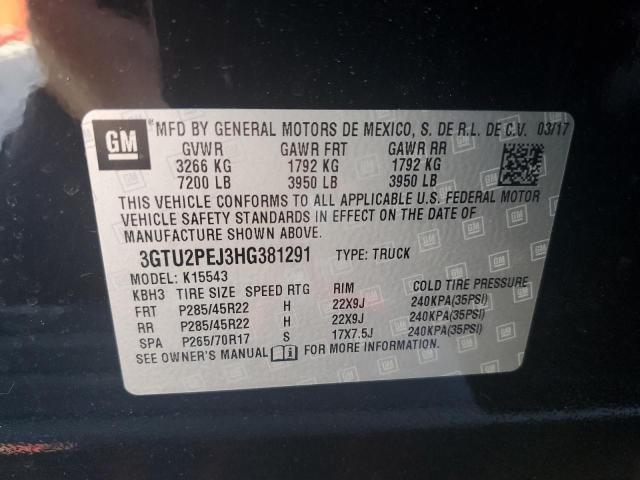 GM
MFD BY GENERAL MOTORS DE MEXICO, S. DE R.L. DE C.V. 03/17
GVWR GAWR FRT GAWR RR
3266 KG 1792 KG 1792 KG
7200 LB 3950 LB 3950 LB
THIS VEHICLE CONFORMS TO ALL APPLICABLE U.S. FEDERAL MOTOR
VEHICLE SAFETY STANDARDS IN EFFECT ON THE DATE OF
MANUFACTURE SHOWN ABOVE.
3GTU2PEJ3HG381291 TYPE: TRUCK
MODEL: K15543
KBH3 TIRE SIZE SPEED RTG RIM COLD TIRE PRESSURE
FRT P285/45R22 H 22X9J 240KPA(35PSI)
RR P285/45R22 H 22X9J 240KPA(35PSI)
SPA P265/70R17 S 17X7.5J 240KPA(35PSI)
SEE OWNER'S MANUAL FOR MORE INFORMATION.